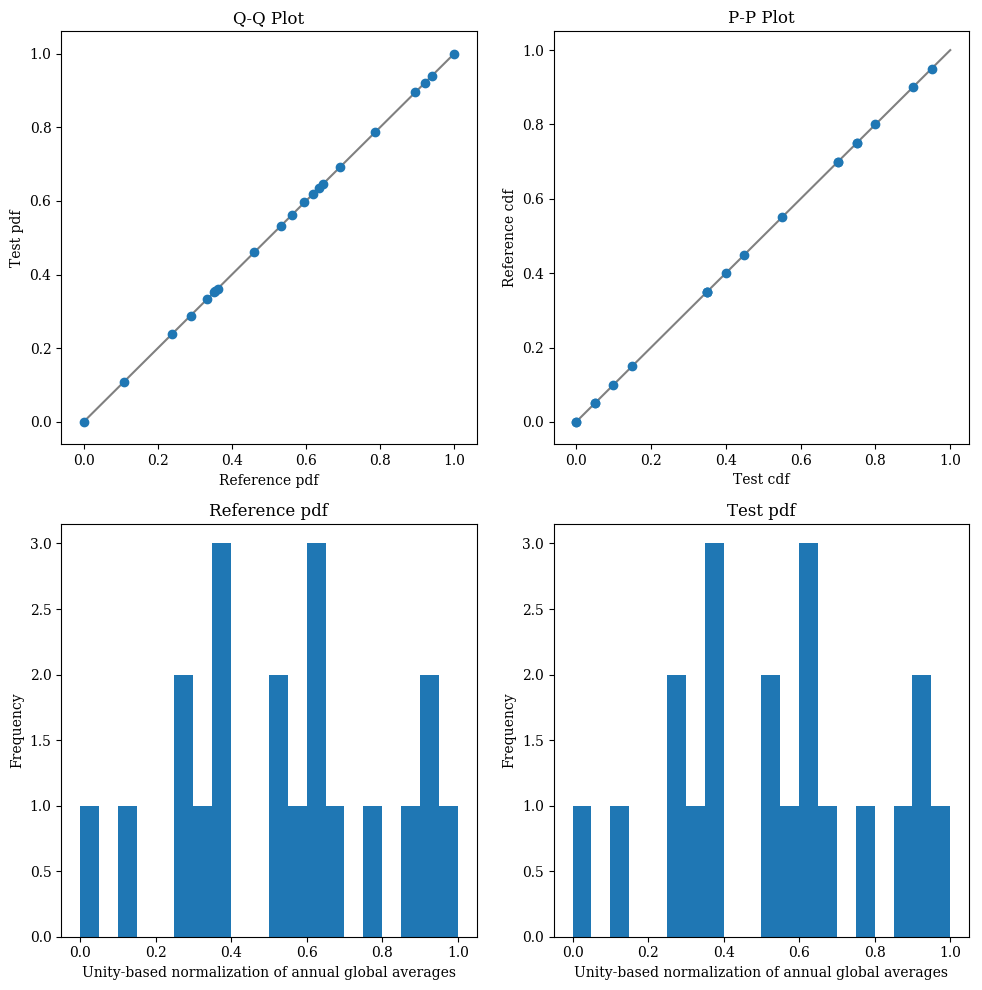 Q-Q Plot
1.0
0.8
0.6
0.4
0.2
0.0
Test pdf
0.0 0.2 0.4 0.6 0.8 1.0
Reference pdf
P-P Plot
1.0
0.8
0.6
0.4
0.2
0.0
Reference cdf
0.0 0.2 0.4 0.6 0.8 1.0
Test cdf
Reference pdf
3.0
2.5
2.0
1.5
1.0
0.5
0.0
Frequency
0.0 0.2 0.4 0.6 0.8 1.0
Unity-based normalization of annual global averages
Test pdf
3.0
2.5
2.0
1.5
1.0
0.5
0.0
Frequency
0.0 0.2 0.4 0.6 0.8 1.0
Unity-based normalization of annual global averages